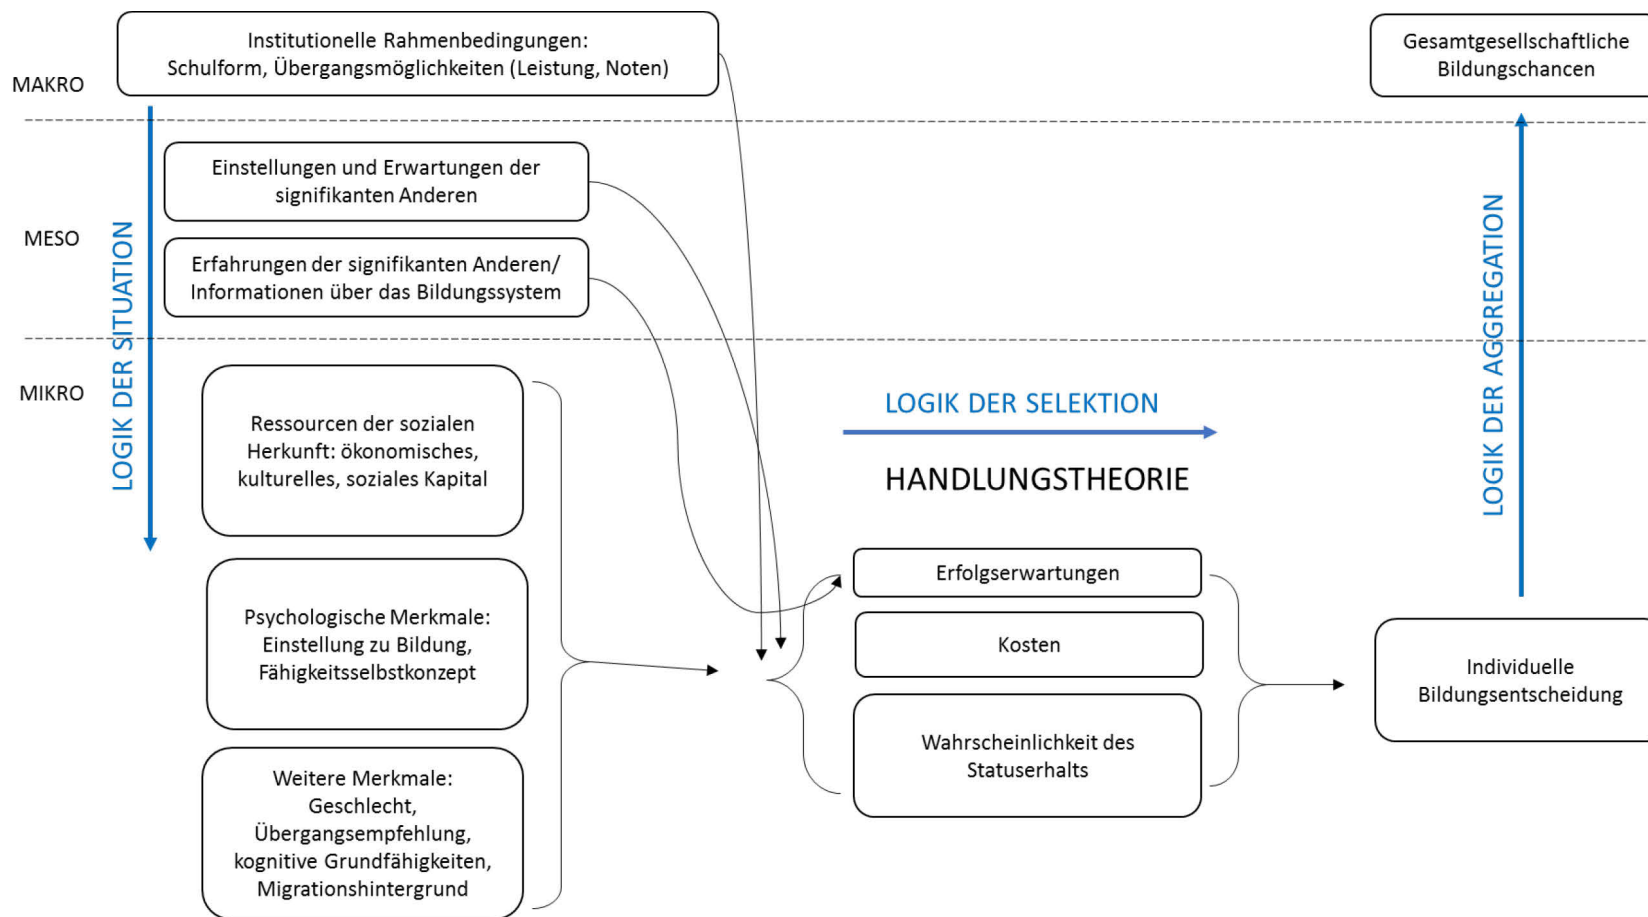 Institutionelle Rahmenbedingungen:
Schulform, Übergangsmöglichkeiten (Leistung, Noten)
Gesamtgesellschaftliche
Bildungschancen
MAKRO
Einstellungen und Erwartungen der
signifikanten Anderen
MESO
Erfahrungen der signifikanten Anderen/
Informationen über das Bildungssystem
LOGIK DER SITUATION
LOGIK DER AGGREGATION
MIKRO
Ressourcen der sozialen
Herkunft: ökonomisches,
kulturelles, soziales Kapital
LOGIK DER SELEKTION
HANDLUNGSTHEORIE
Psychologische Merkmale:
Einstellung zu Bildung,
Fähigkeitsselbstkonzept
Erfolgserwartungen
Kosten
Wahrscheinlichkeit des
Statuserhalts
Individuelle
Bildungsentscheidung
Weitere Merkmale:
Geschlecht,
Übergangsempfehlung,
kognitive Grundfähigkeiten,
Migrationshintergrund